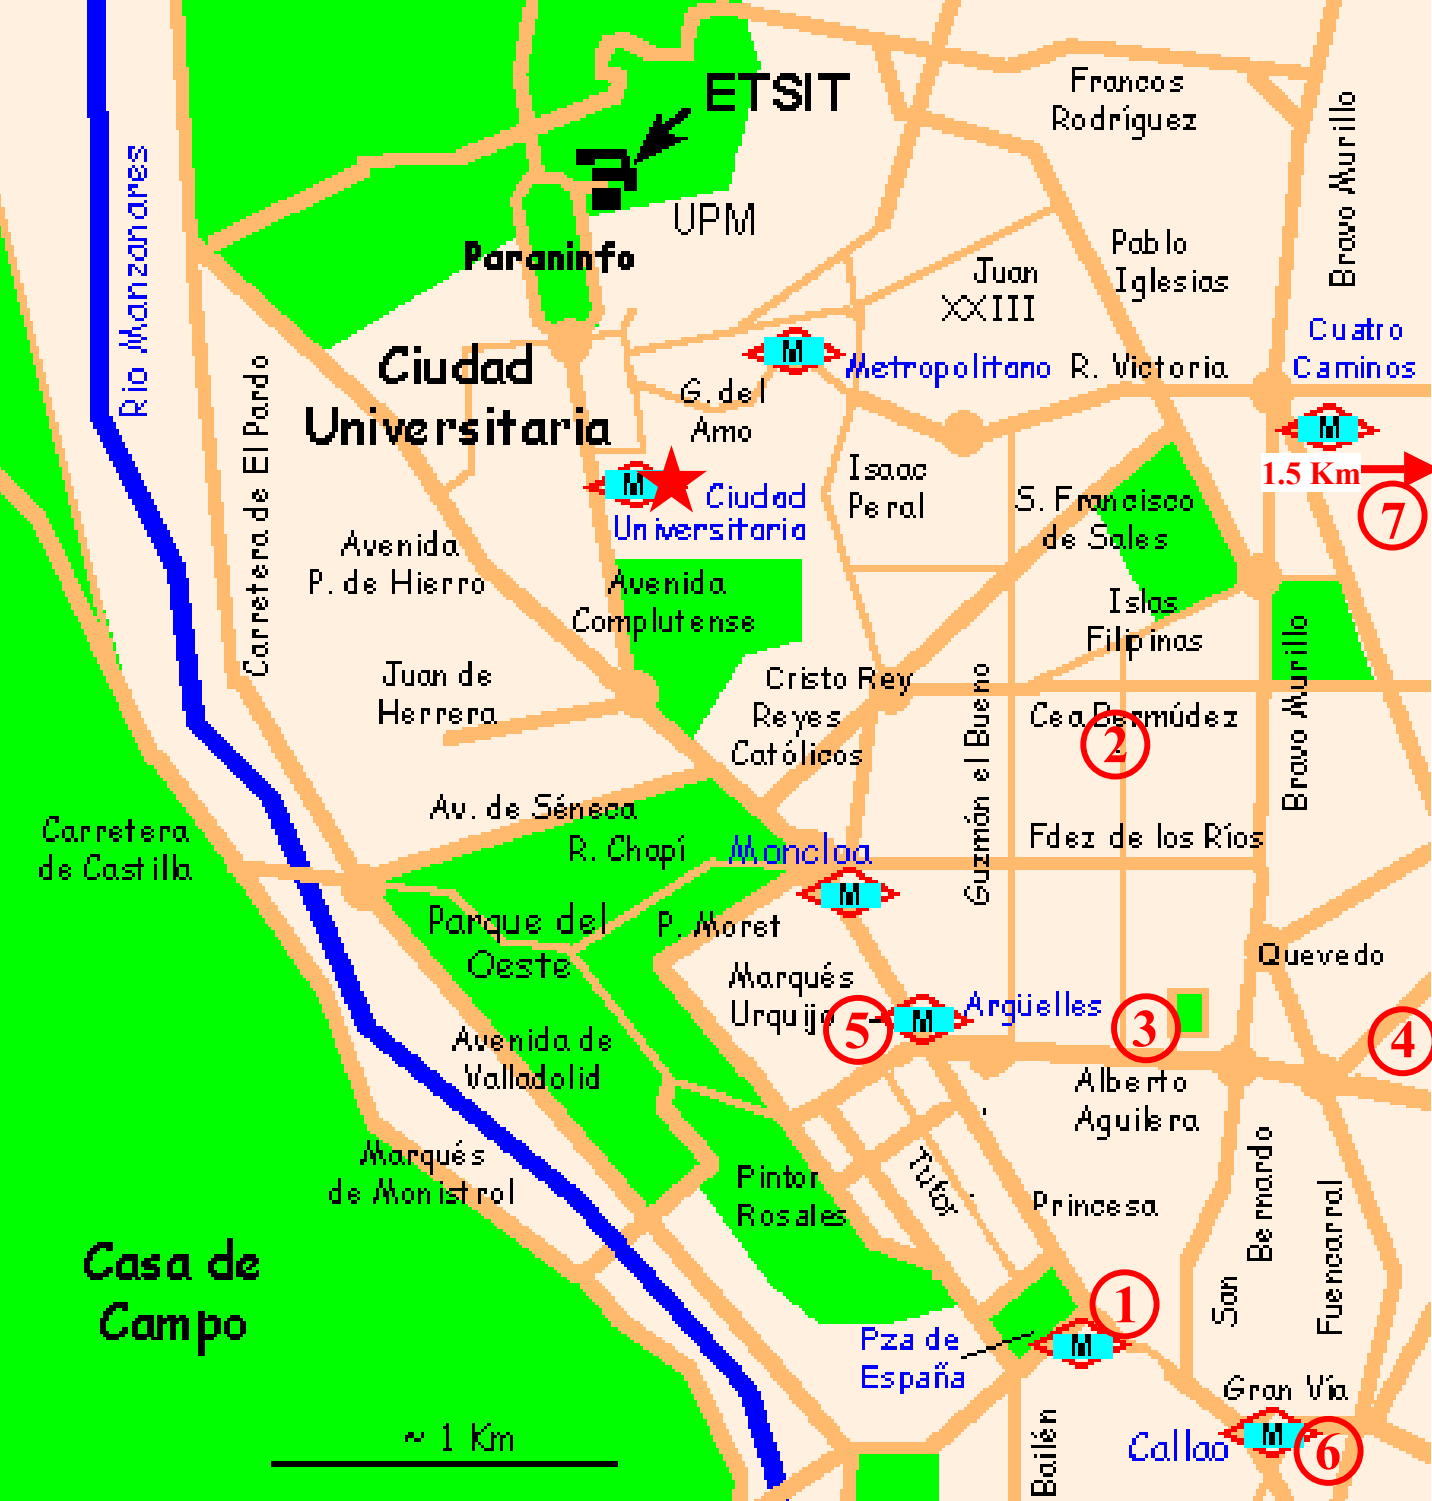 ETSIT
Francos
Rodríguez
Bravo Murillo
Río Manzanares
UPM
Paraninfo
Pablo
Iglesias
Juan
XXIII
Cuatro
Caminos
Ciudad
Universitaria
M
Metropolitano
R. Victoria
Carretera de El Pardo
G. del
Amo
M
1.5 Km
7
Isaac
Peral
M
Ciudad
Universitaria
S. Francisco
de Sales
Avenida
P. de Hierro
Avenida
Complutense
Islas
Filipinas
Bravo Murillo
Juan de
Herrera
Cristo Rey
Reyes
Católicos
Guzmán el Bueno
Cea Bermúdez
2
Av. de Séneca
R. Chapí
Moncloa
M
Fdez de los Ríos
Carretera
de Castilla
Parque del
Oeste
P. Moret
Quevedo
Marqués
Urquijo
5
M
Argüelles
3
4
Avenida de
Valladolid
Alberto
Aguilera
Marqués
de Monistrol
Pintor
Rosales
Tutor
Princesa
San Bernardo
Fuencarral
Casa de
Campo
1
M
Pza de
España
Gran Vía
~ 1 Km
Bailén
Callao
M
6